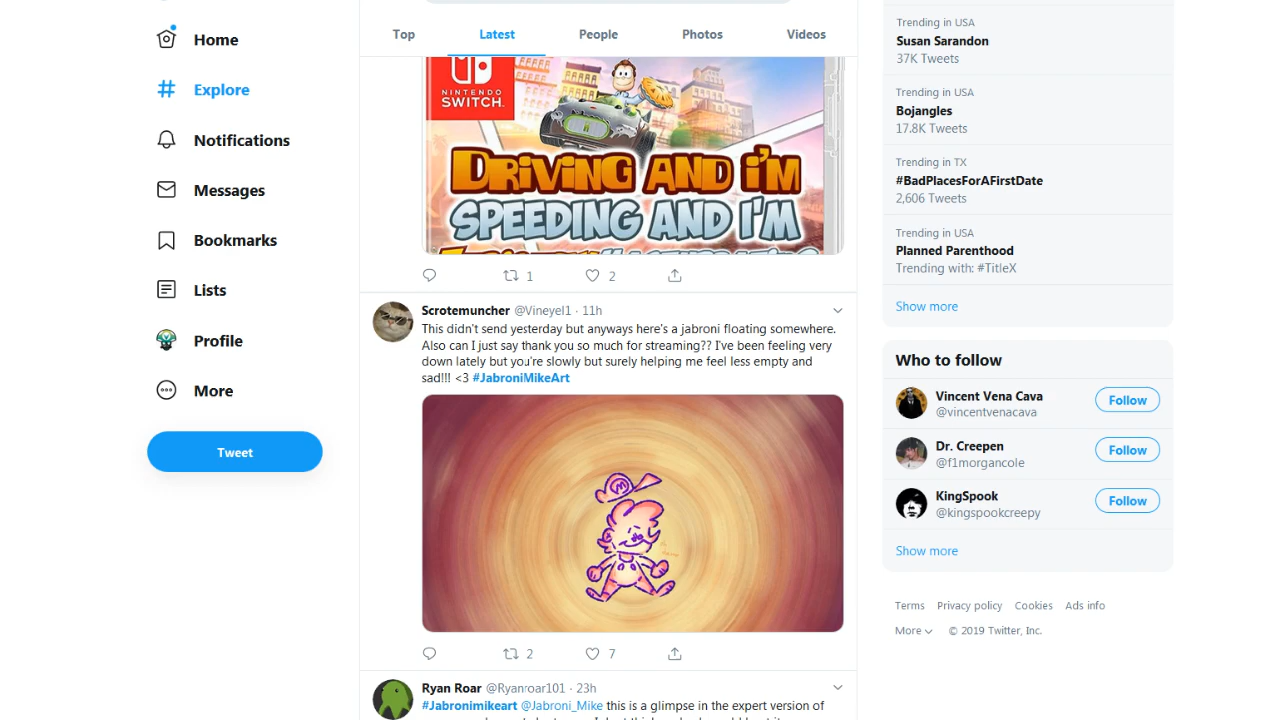 Home
Explore
Notifications
Messages
Bookmarks
Lists
Profile
More
Tweet
Top Latest People Photos Videos
NINTENDO
SWITCH.
DRIVING AND I'M
SPEEDING AND I'M
1 2
Scrotemuncher @Vineyel1 · 11h
This didn't send yesterday but anyways here's a jabroni floating somewhere.
Also can I just say thank you so much for streaming?? I've been feeling very
down lately but you're slowly but surely helping me feel less empty and
sad!!! <3 #JabroniMikeArt
M
2 7
Ryan Roar @Ryanroar101 · 23h
#Jabronimikeart @Jabroni_Mike this is a glimpse in the expert version of
Trending in USA
Susan Sarandon
37K Tweets
Trending in USA
Bojangles
17.8K Tweets
Trending in TX
#BadPlacesForAFirstDate
2,606 Tweets
Trending in USA
Planned Parenthood
Trending with: #TitleX
Show more
Who to follow
Vincent Vena Cava
@vincentvenacava
Follow
Dr. Creepen
@f1morgancole
Follow
KingSpook
@kingspookcreepy
Follow
Show more
Terms Privacy policy Cookies Ads info
More © 2019 Twitter, Inc.